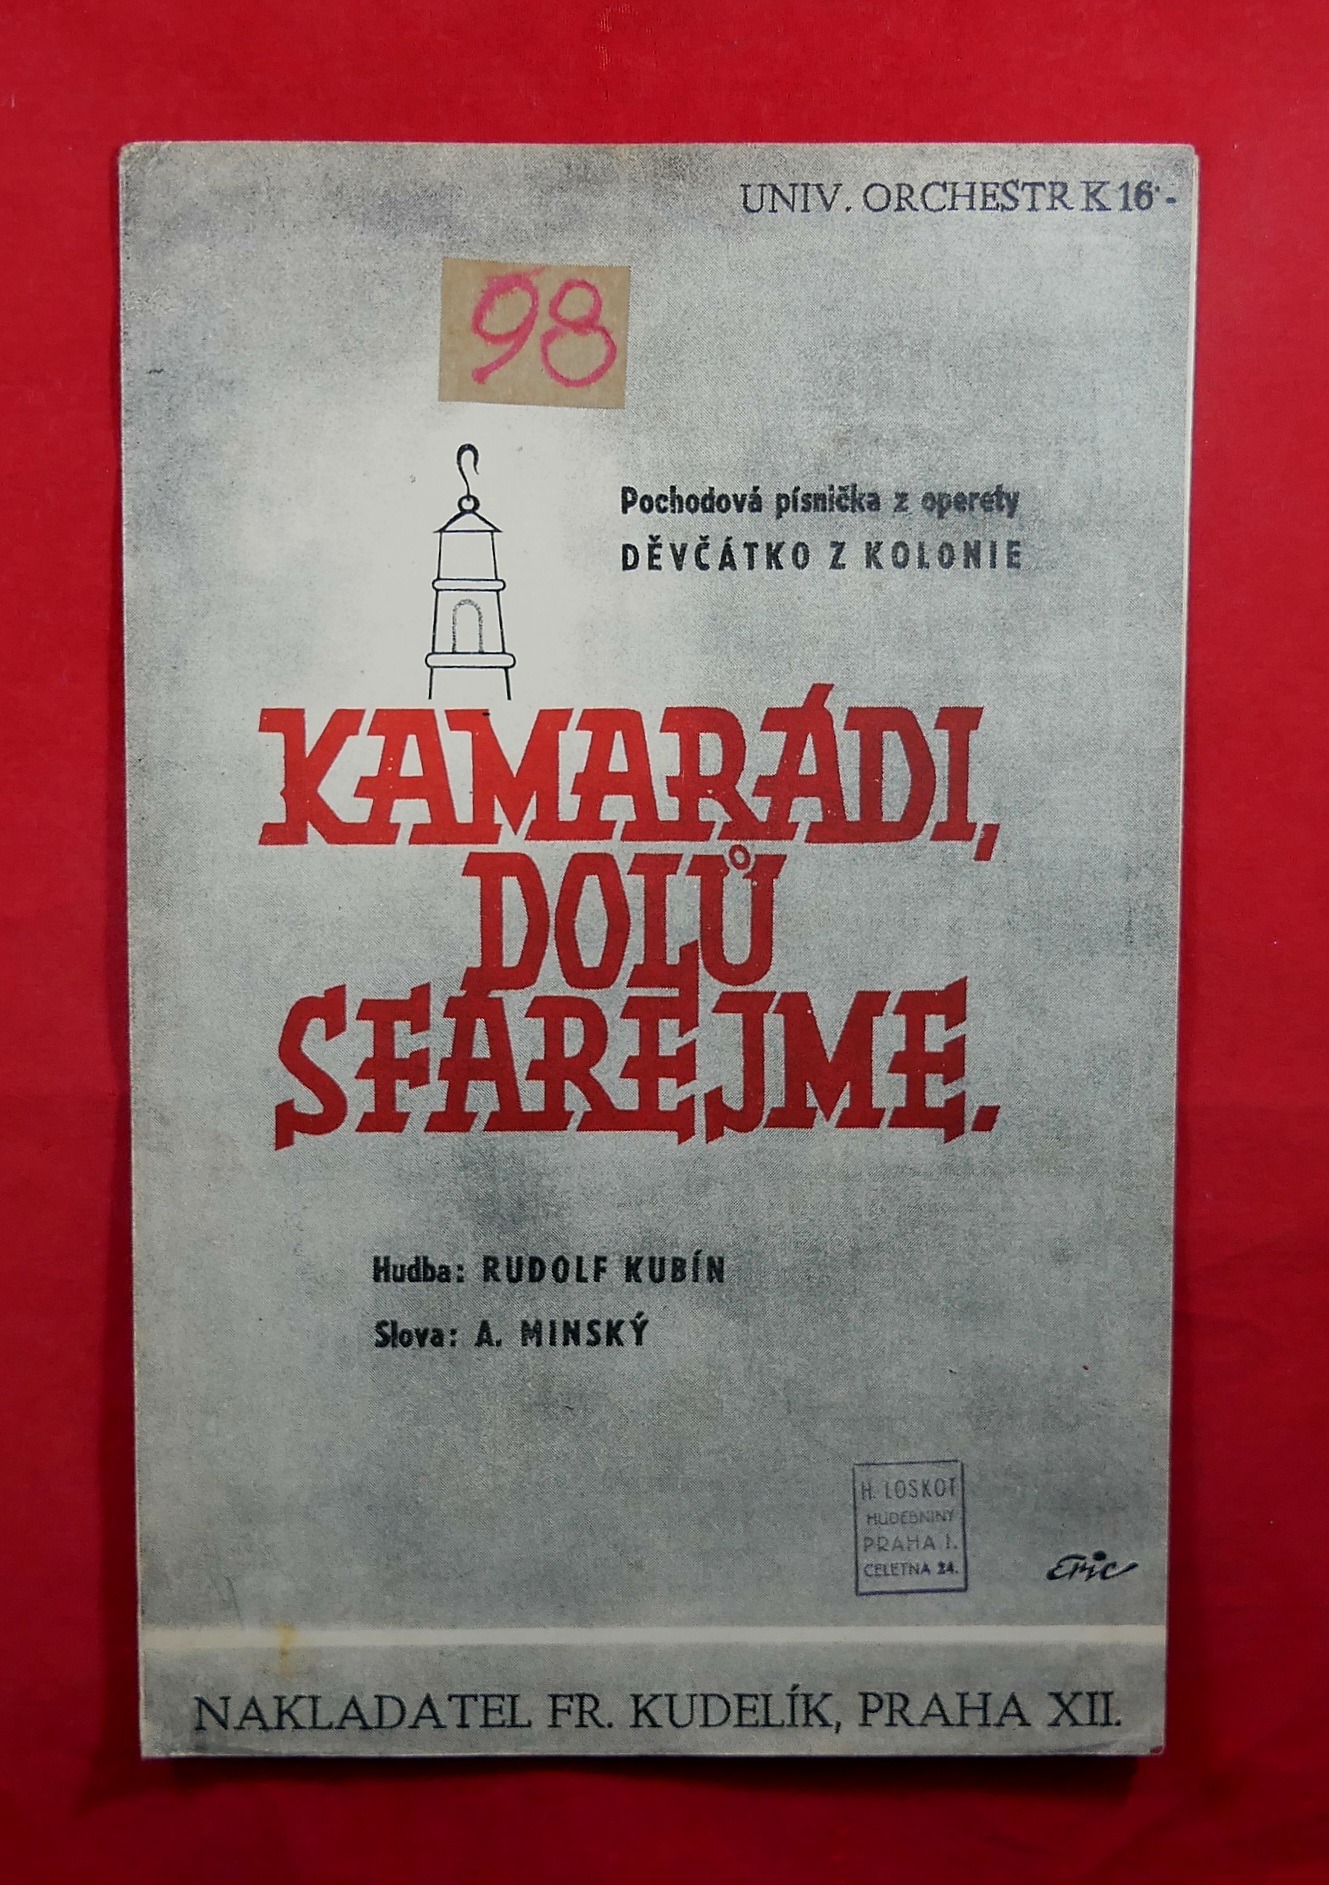 UNIV. ORCHESTR K 16·-
98
Pochodová písnička z operety
DĚVČÁTKO Z KOLONIE
KAMARÁDI,
DOLŮ
SFÁREJME.
Hudba: RUDOLF KUBÍN
Slova: A. MINSKÝ
H. LOSKOT
HUDEBNINY
PRAHA I.
CELETNA 24.
Eric
NAKLADATEL FR. KUDELÍK, PRAHA XII.